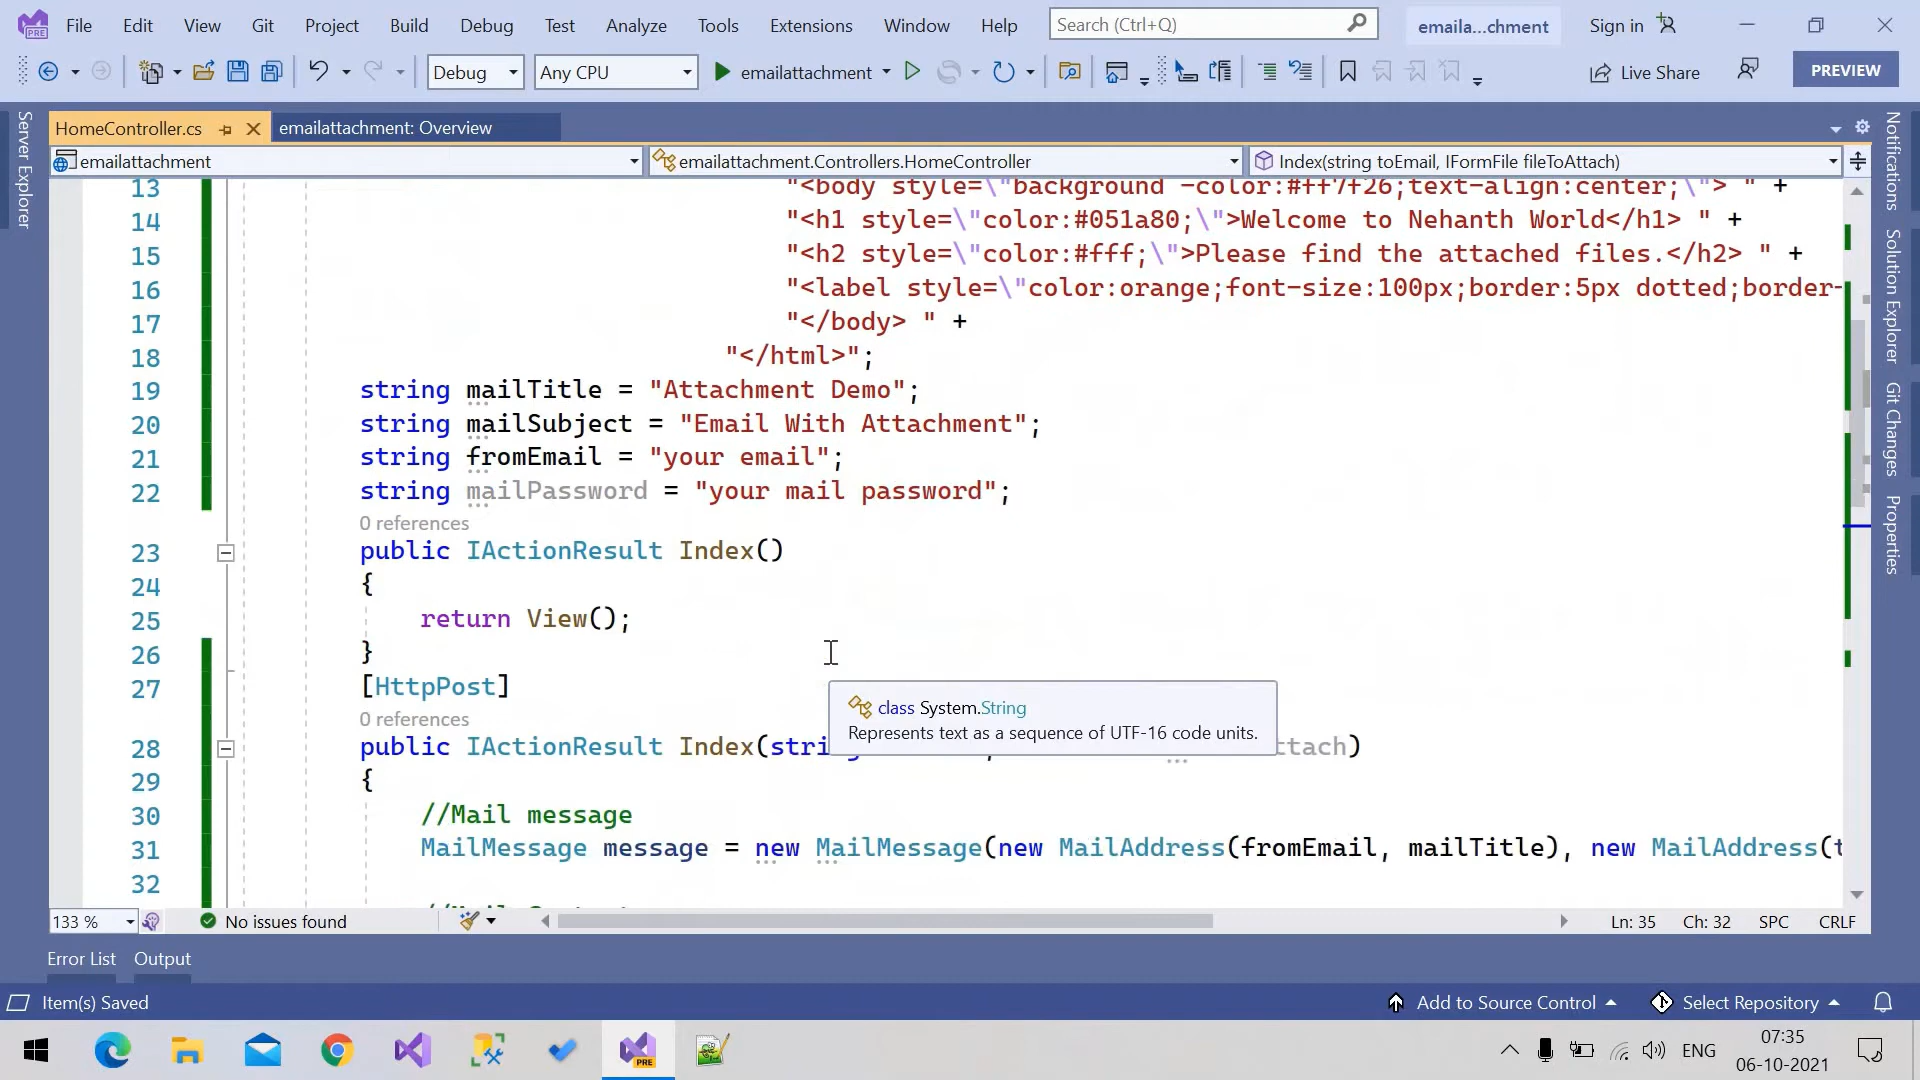 File Edit View Git Project Build Debug Test Analyze Tools Extensions Window Help Search (Ctrl+Q) emaila...chment Sign in
PRE
Debug Any CPU emailattachment Live Share PREVIEW
HomeController.cs emailattachment: Overview
emailattachment emailattachment.Controllers.HomeController Index(string toEmail, IFormFile fileToAttach)
Server Explorer
Notifications
Solution Explorer
Git Changes
Properties
13 "<body style=\"background -color:#ff7f26;text-align:center;\"> " +
14 "<h1 style=\"color:#051a80;\">Welcome to Nehanth World</h1> " +
15 "<h2 style=\"color:#fff;\">Please find the attached files.</h2> " +
16 "<label style=\"color:orange;font-size:100px;border:5px dotted;border-
17 "</body> " +
18 "</html>";
19 string mailTitle = "Attachment Demo";
20 string mailSubject = "Email With Attachment";
21 string fromEmail = "your email";
22 string mailPassword = "your mail password";
0 references
23 public IActionResult Index()
24 {
25 return View();
26 }
27 [HttpPost]
class System.String
Represents text as a sequence of UTF-16 code units.
0 references
28 public IActionResult Index(stri ttach)
29 {
30 //Mail message
31 MailMessage message = new MailMessage(new MailAddress(fromEmail, mailTitle), new MailAddress(t
32
133 % No issues found Ln: 35 Ch: 32 SPC CRLF
Error List Output
Item(s) Saved Add to Source Control Select Repository
PRE
ENG
07:35
06-10-2021